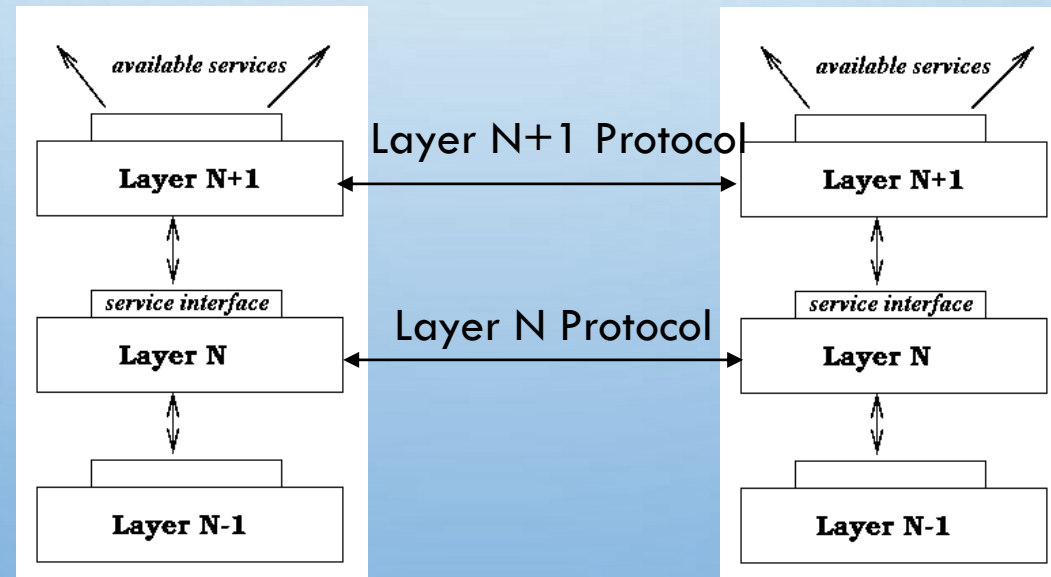 available services
Layer N+1
service interface
Layer N
Layer N-1
Layer N+1 Protocol
Layer N Protocol
available services
Layer N+1
service interface
Layer N
Layer N-1